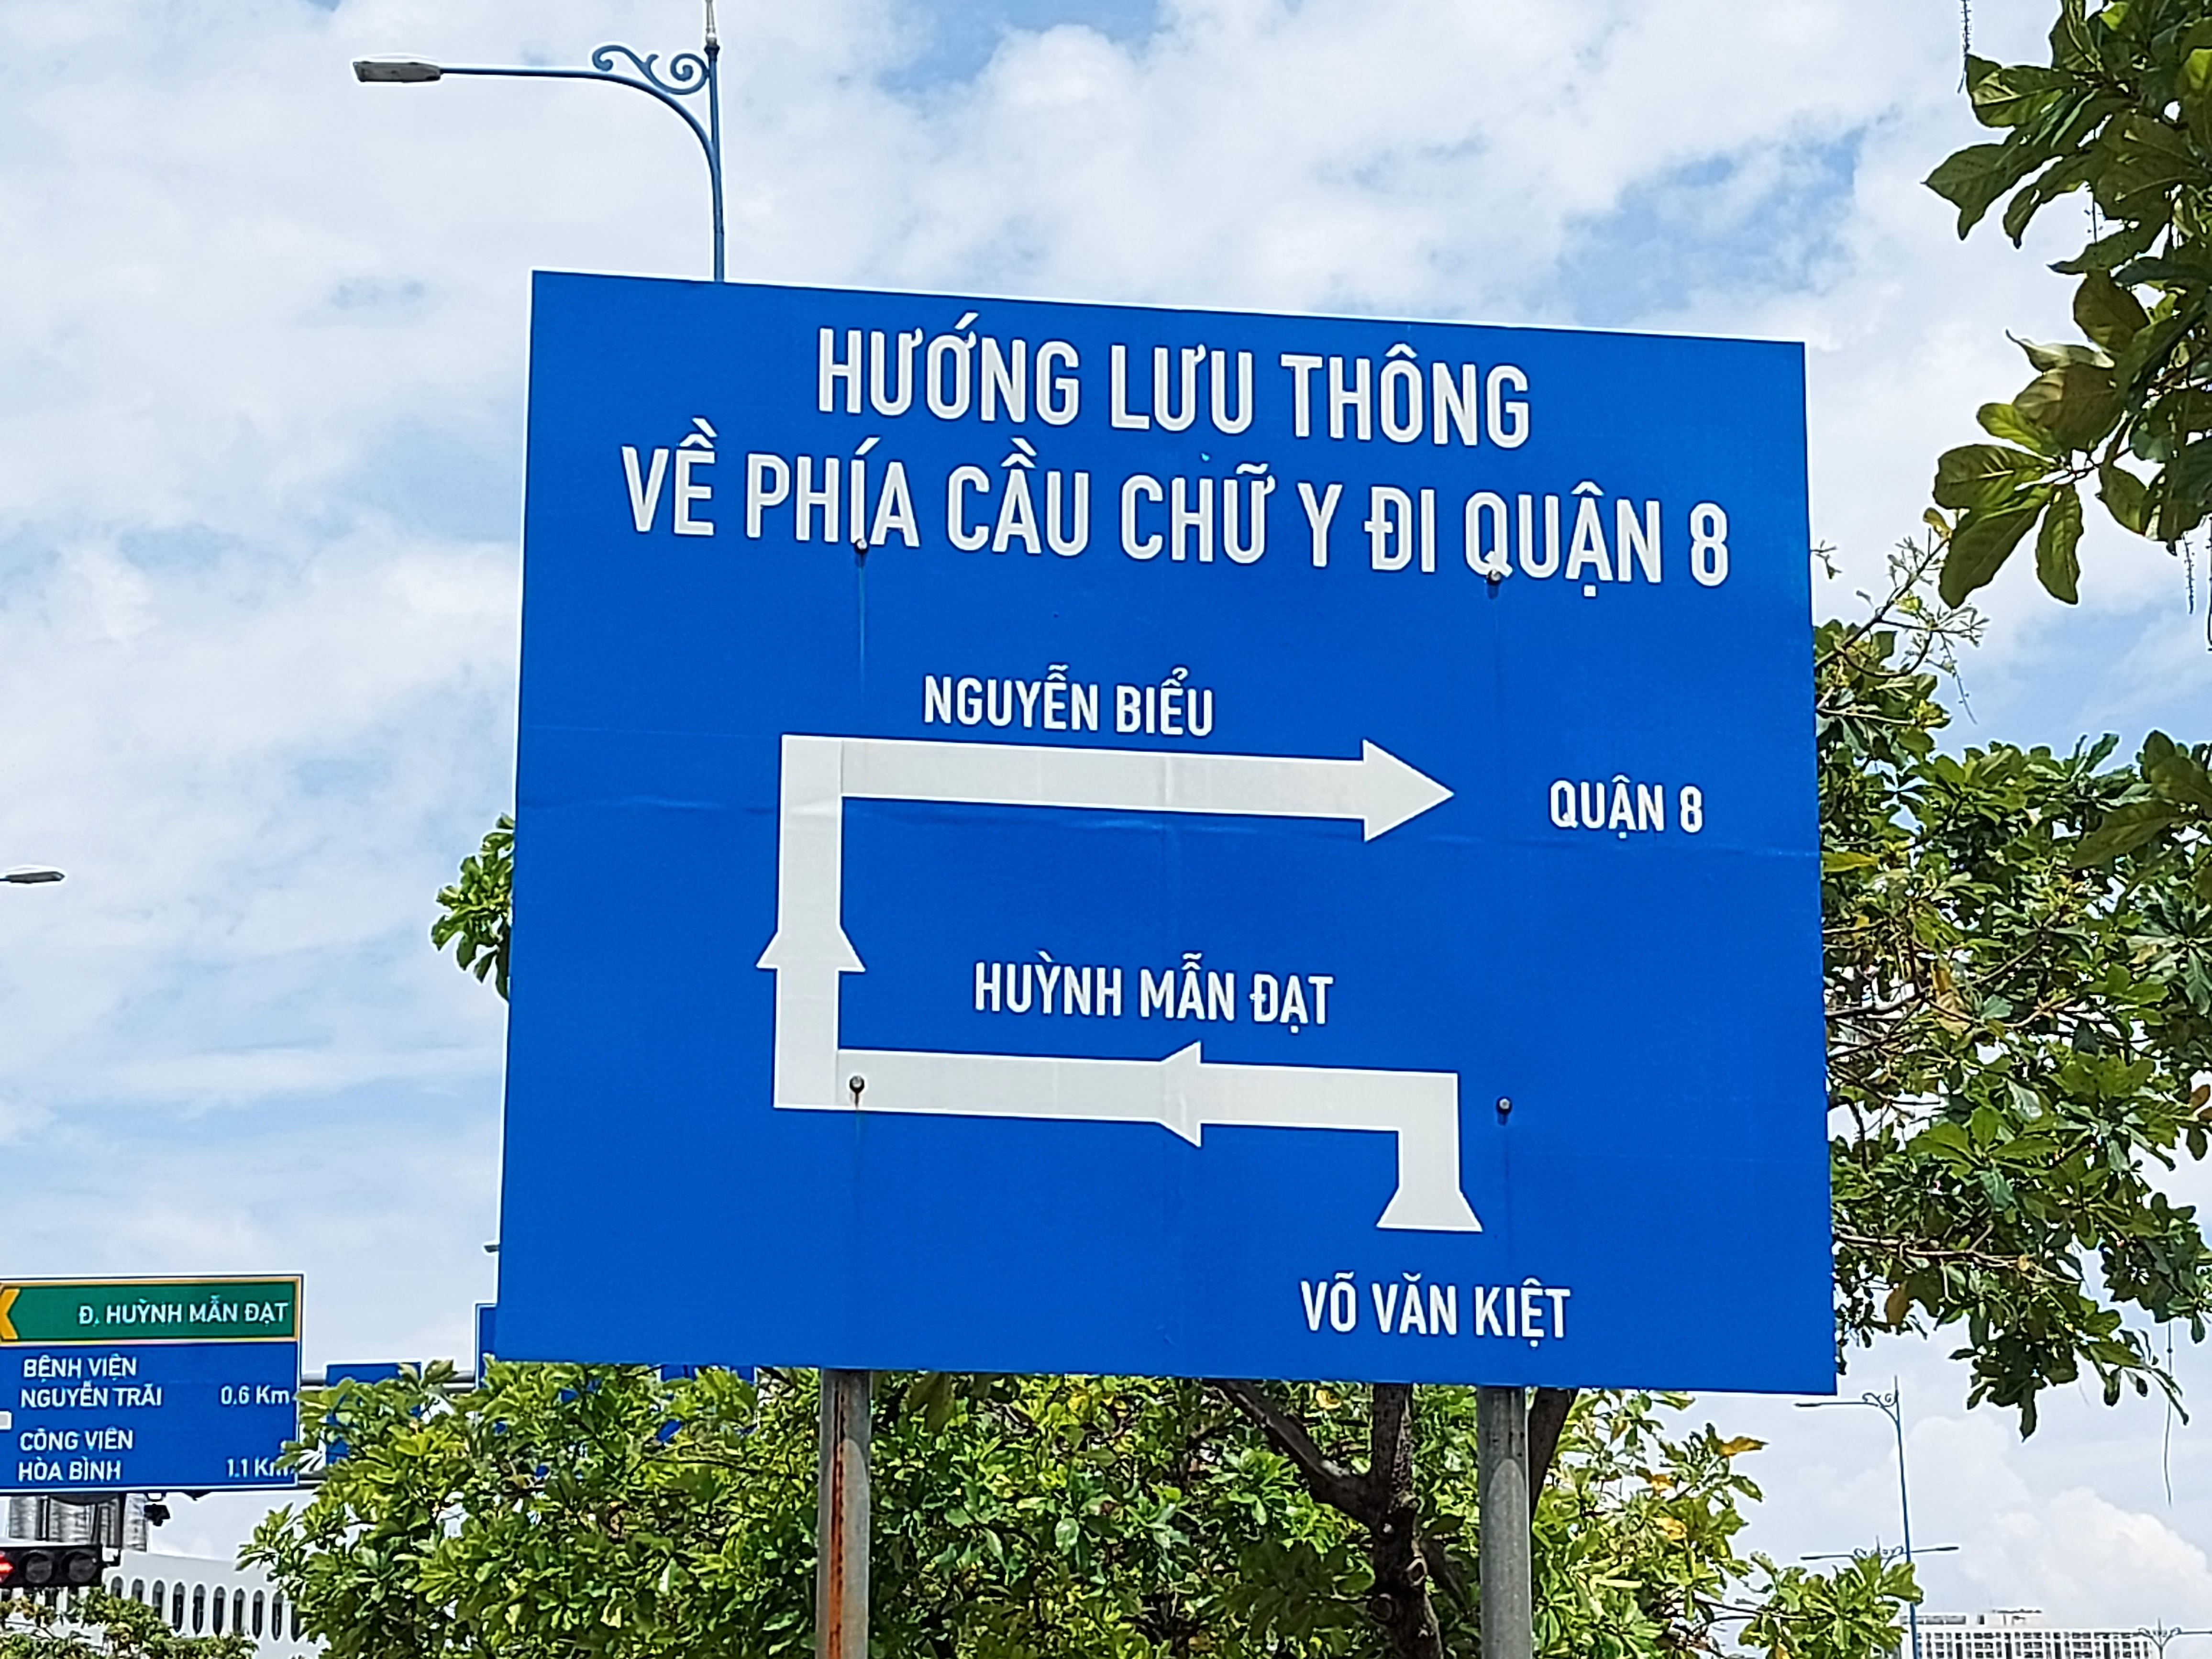 HƯỚNG LƯU THÔNG
VỀ PHÍA CẦU CHỮ Y ĐI QUẬN 8
NGUYỄN BIỂU
QUẬN 8
HUỲNH MẪN ĐẠT
VÕ VĂN KIỆT
Đ. HUỲNH MẪN ĐẠT
BỆNH VIỆN
NGUYỄN TRÃI 0.6 Km
CÔNG VIÊN
HÒA BÌNH 1.1 Km